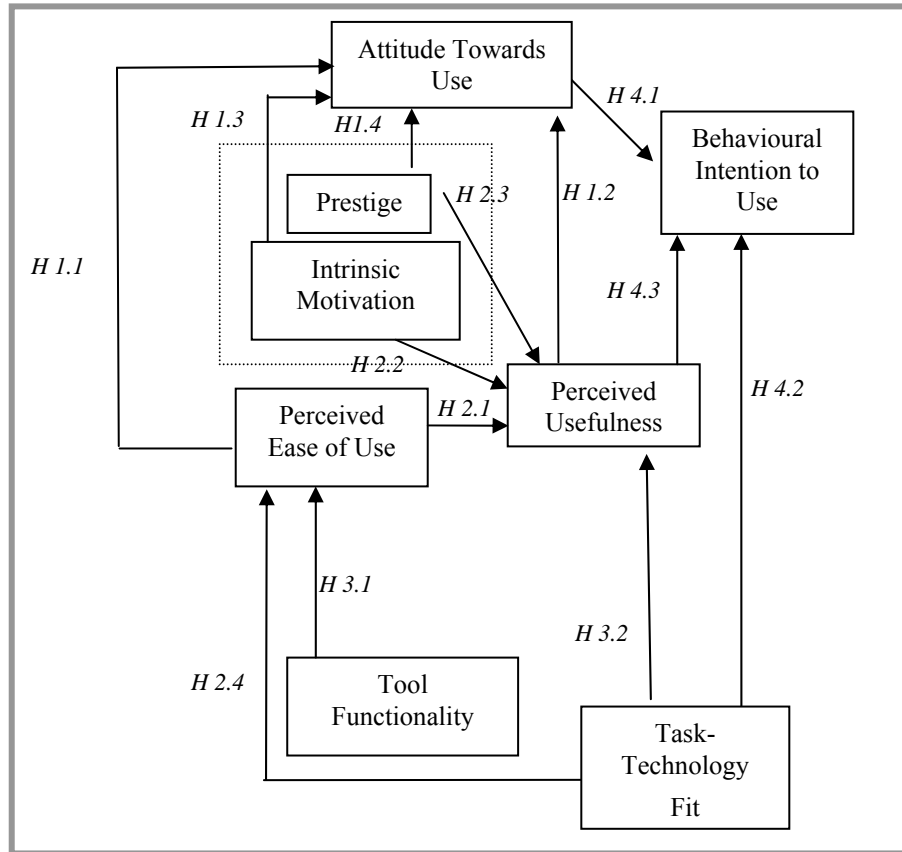 Attitude Towards
Use
H 4.1
H 1.3
H1.4
Behavioural
Intention to
Use
Prestige
H 2.3
H 1.2
H 1.1
Intrinsic
Motivation
H 4.3
H 2.2
H 4.2
Perceived
Ease of Use
H 2.1
Perceived
Usefulness
H 3.1
H 3.2
H 2.4
Tool
Functionality
Task-
Technology
Fit